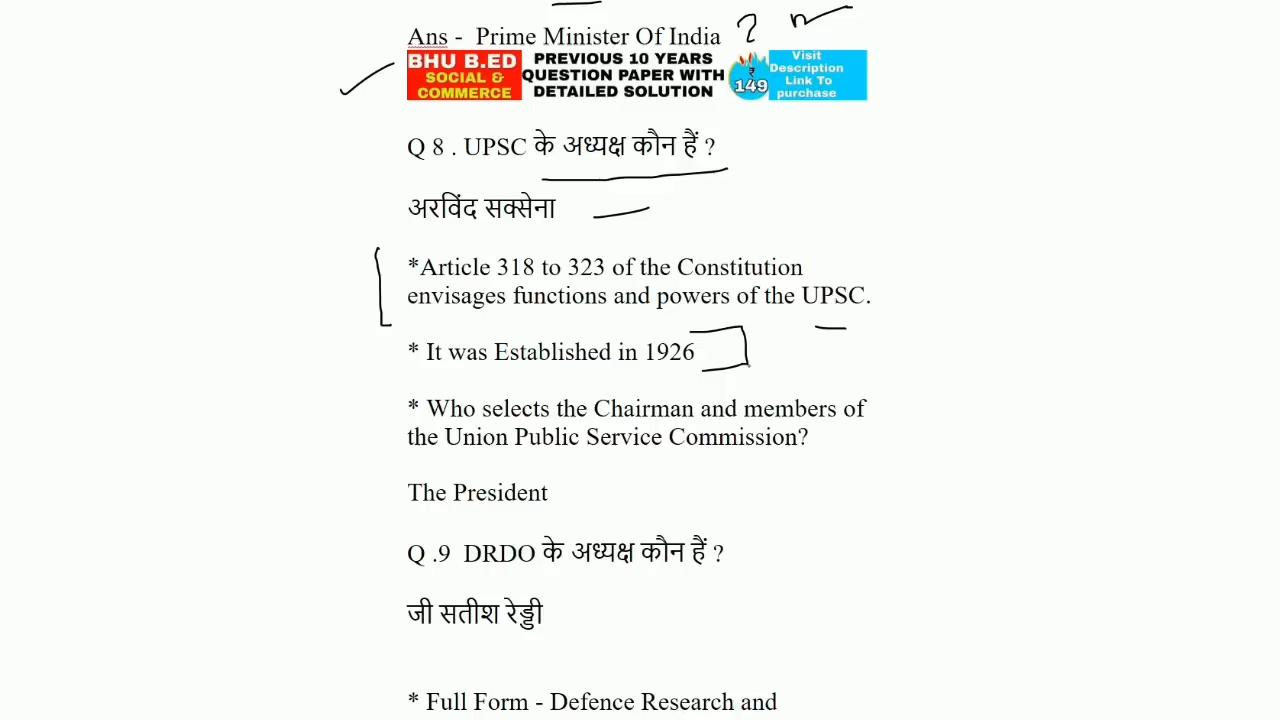 Ans - Prime Minister Of India
BHU B.ED
SOCIAL &
COMMERCE
PREVIOUS 10 YEARS
QUESTION PAPER WITH
DETAILED SOLUTION
₹
149
Visit
Description
Link To
purchase
Q 8 . UPSC के अध्यक्ष कौन हैं ?
अरविंद सक्सेना
*Article 318 to 323 of the Constitution
envisages functions and powers of the UPSC.
* It was Established in 1926
* Who selects the Chairman and members of
the Union Public Service Commission?
The President
Q .9 DRDO के अध्यक्ष कौन हैं ?
जी सतीश रेड्डी
* Full Form - Defence Research and